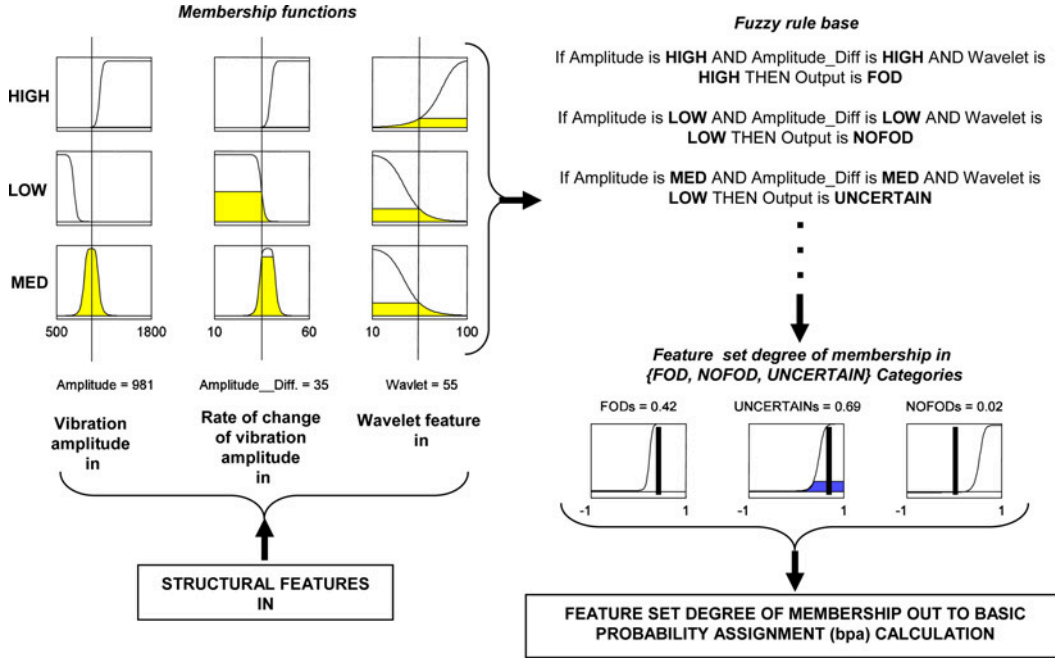 Membership functions
HIGH
LOW
MED
500 1800
10 60
10 100
Amplitude = 981
Amplitude__Diff. = 35
Wavlet = 55
Vibration
amplitude
in
Rate of change
of vibration
amplitude
in
Wavelet feature
in
STRUCTURAL FEATURES
IN
Fuzzy rule base
If Amplitude is HIGH AND Amplitude_Diff is HIGH AND Wavelet is
HIGH THEN Output is FOD
If Amplitude is LOW AND Amplitude_Diff is LOW AND Wavelet is
LOW THEN Output is NOFOD
If Amplitude is MED AND Amplitude_Diff is MED AND Wavelet is
LOW THEN Output is UNCERTAIN
Feature set degree of membership in
{FOD, NOFOD, UNCERTAIN} Categories
FODs = 0.42
UNCERTAINs = 0.69
NOFODs = 0.02
-1 1
-1 1
-1 1
FEATURE SET DEGREE OF MEMBERSHIP OUT TO BASIC
PROBABILITY ASSIGNMENT (bpa) CALCULATION